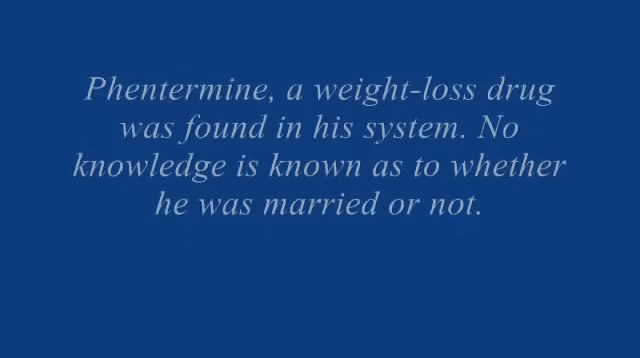 Phentermine, a weight-loss drug
was found in his system. No
knowledge is known as to whether
he was married or not.